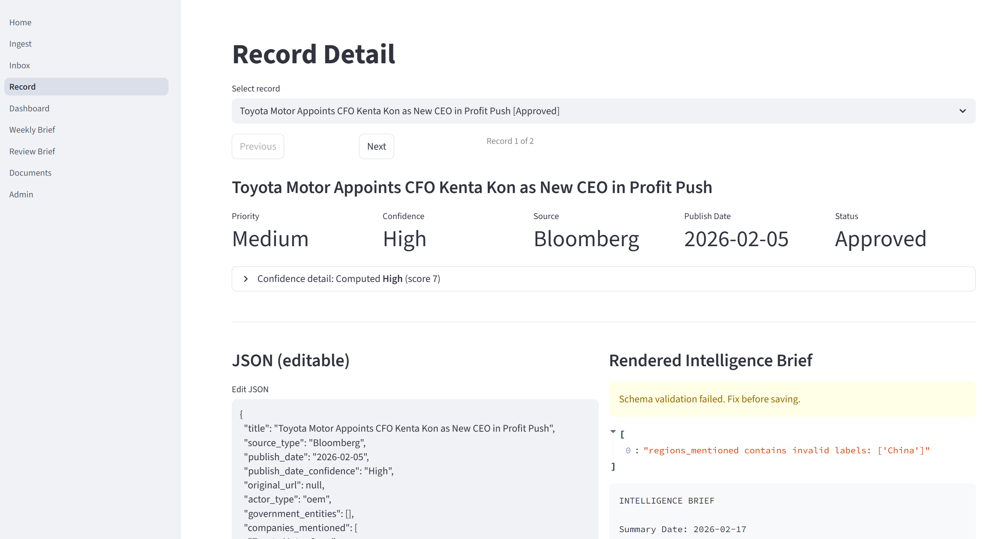 Home
Ingest
Inbox
Record
Dashboard
Weekly Brief
Review Brief
Documents
Admin
Record Detail
Select record
Toyota Motor Appoints CFO Kenta Kon as New CEO in Profit Push [Approved]
Previous
Next
Record 1 of 2
Toyota Motor Appoints CFO Kenta Kon as New CEO in Profit Push
Priority
Medium
Confidence
High
Source
Bloomberg
Publish Date
2026-02-05
Status
Approved
Confidence detail: Computed High (score 7)
JSON (editable)
Edit JSON
{
"title": "Toyota Motor Appoints CFO Kenta Kon as New CEO in Profit Push",
"source_type": "Bloomberg",
"publish_date": "2026-02-05",
"publish_date_confidence": "High",
"original_url": null,
"actor_type": "oem",
"government_entities": [],
"companies_mentioned": [
Rendered Intelligence Brief
Schema validation failed. Fix before saving.
[
0 : "regions_mentioned contains invalid labels: ['China']"
]
INTELLIGENCE BRIEF
Summary Date: 2026-02-17